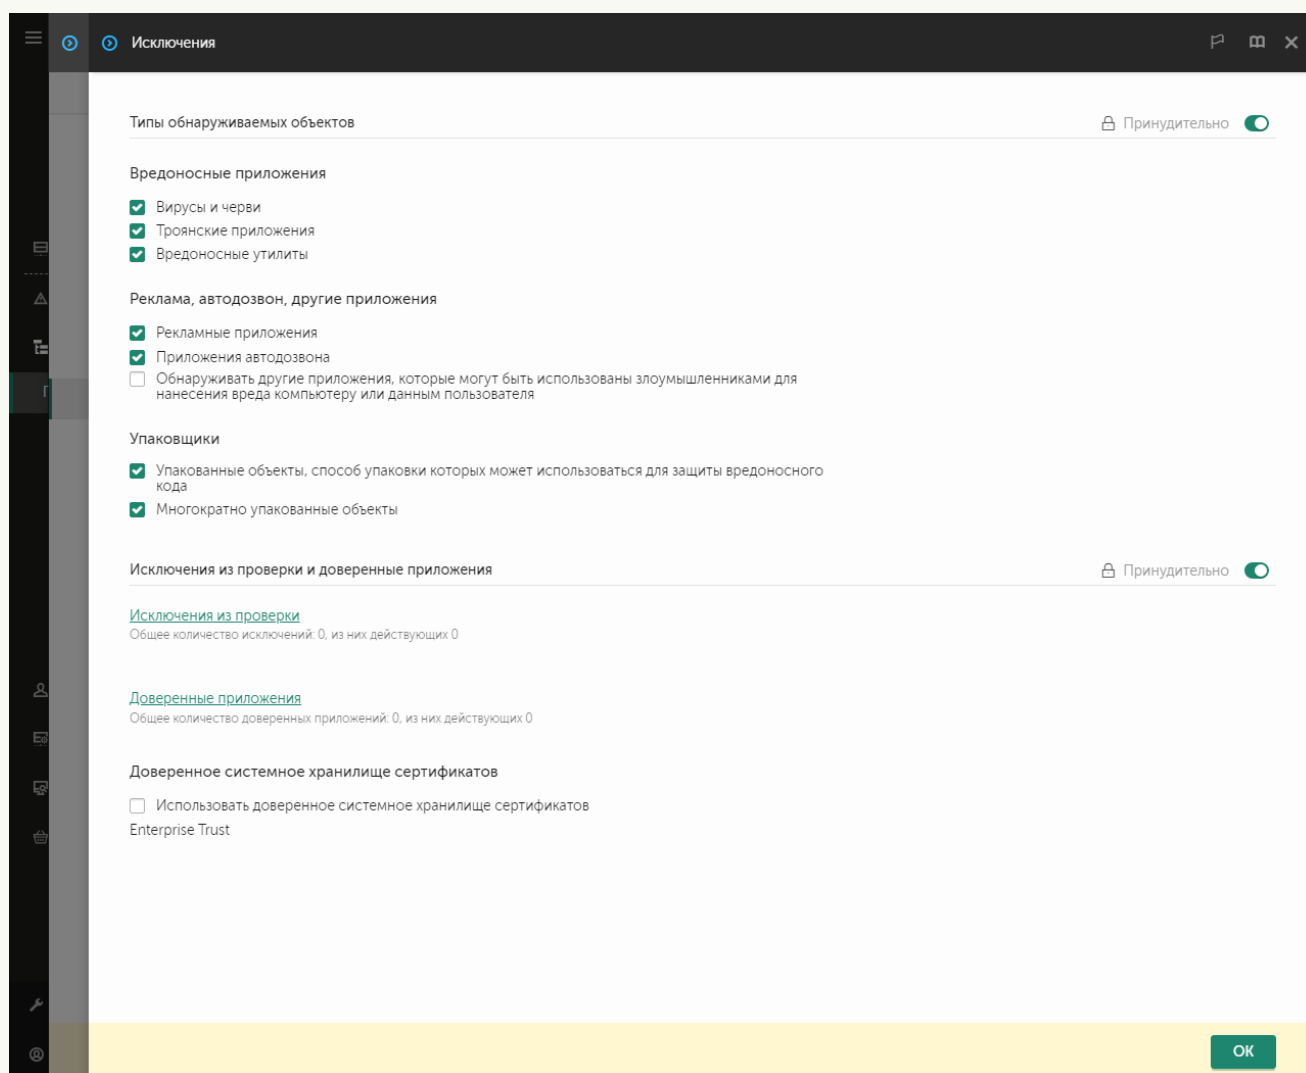 Исключения
Типы обнаруживаемых объектов
Принудительно
Вредоносные приложения
Вирусы и черви
Троянские приложения
Вредоносные утилиты
Реклама, автодозвон, другие приложения
Рекламные приложения
Приложения автодозвона
Обнаруживать другие приложения, которые могут быть использованы злоумышленниками для
нанесения вреда компьютеру или данным пользователя
Упаковщики
Упакованные объекты, способ упаковки которых может использоваться для защиты вредоносного
кода
Многократно упакованные объекты
Исключения из проверки и доверенные приложения
Принудительно
Исключения из проверки
Общее количество исключений: 0, из них действующих 0
Доверенные приложения
Общее количество доверенных приложений: 0, из них действующих 0
Доверенное системное хранилище сертификатов
Использовать доверенное системное хранилище сертификатов
Enterprise Trust
ОК